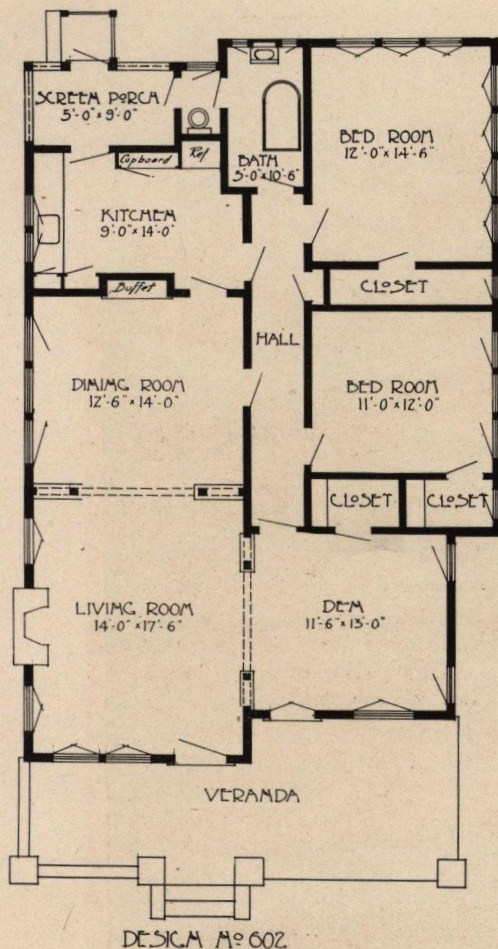 SCREEN PORCH
5'-0" x 9'-0"
Cupboard
Ref
BATH
5'-0" x 10'-6"
BED ROOM
12'-0" x 14'-6"
KITCHEN
9'-0" x 14'-0"
Buffet
CLOSET
HALL
DINING ROOM
12'-6" x 14'-0"
BED ROOM
11'-0" x 12'-0"
CLOSET
CLOSET
LIVING ROOM
14'-0" x 17'-6"
DEN
11'-6" x 13'-0"
VERANDA
DESIGN No 602